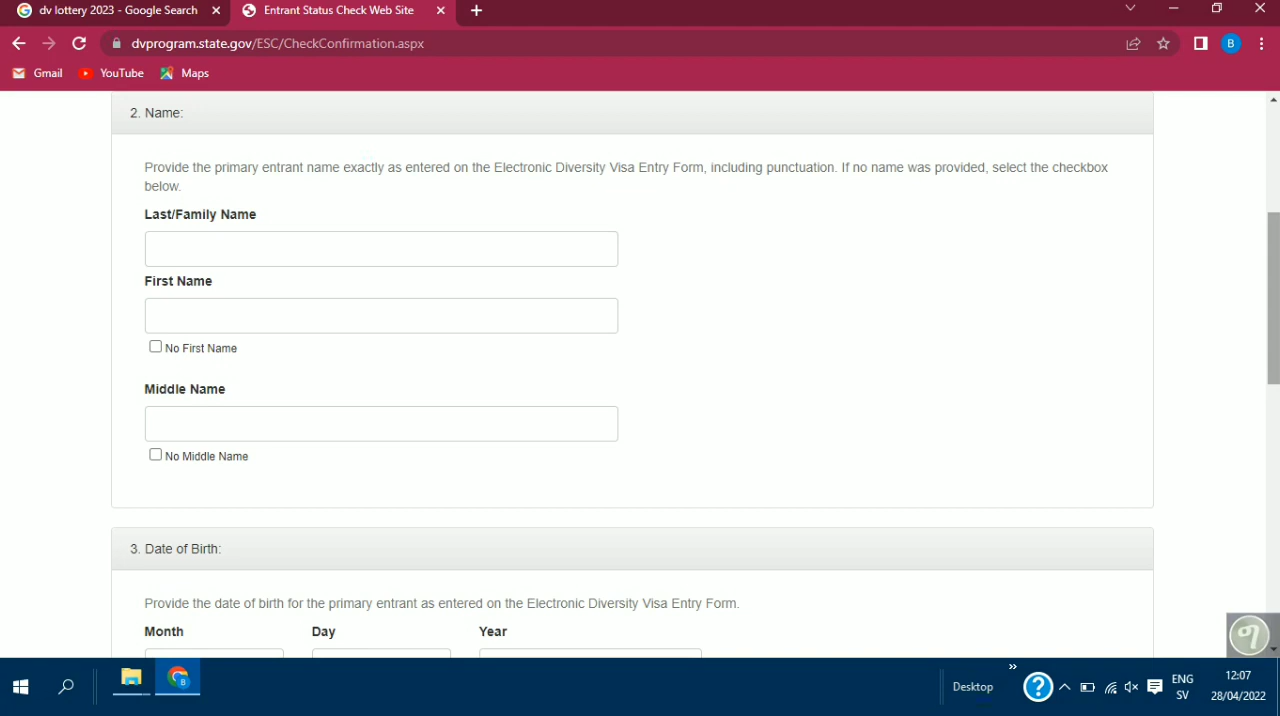 dv lottery 2023 - Google Search
Entrant Status Check Web Site
dvprogram.state.gov/ESC/CheckConfirmation.aspx
B
Gmail
YouTube
Maps
2. Name:
Provide the primary entrant name exactly as entered on the Electronic Diversity Visa Entry Form, including punctuation. If no name was provided, select the checkbox
below.
Last/Family Name
First Name
No First Name
Middle Name
No Middle Name
3. Date of Birth:
Provide the date of birth for the primary entrant as entered on the Electronic Diversity Visa Entry Form.
Month Day Year
Desktop
ENG
SV
12:07
28/04/2022